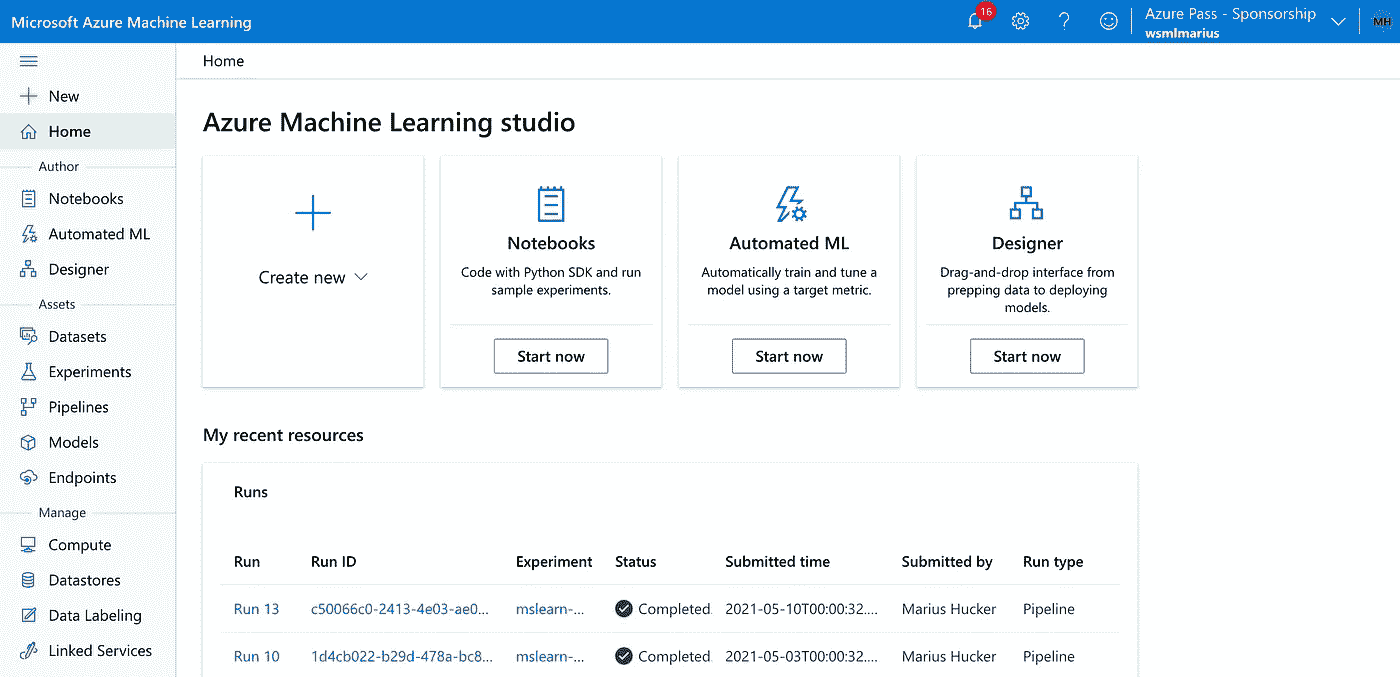 Microsoft Azure Machine Learning
16
Azure Pass - Sponsorship
wsmlmarius
MH
Home
New
Home
Author
Notebooks
Automated ML
Designer
Assets
Datasets
Experiments
Pipelines
Models
Endpoints
Manage
Compute
Datastores
Data Labeling
Linked Services
Azure Machine Learning studio
Create new
Notebooks
Code with Python SDK and run
sample experiments.
Start now
Automated ML
Automatically train and tune a
model using a target metric.
Start now
Designer
Drag-and-drop interface from
prepping data to deploying
models.
Start now
My recent resources
Runs
Run Run ID Experiment Status Submitted time Submitted by Run type
Run 13 c50066c0-2413-4e03-ae0... mslearn-... Completed 2021-05-10T00:00:32.... Marius Hucker Pipeline
Run 10 1d4cb022-b29d-478a-bc8... mslearn-... Completed 2021-05-03T00:00:32.... Marius Hucker Pipeline